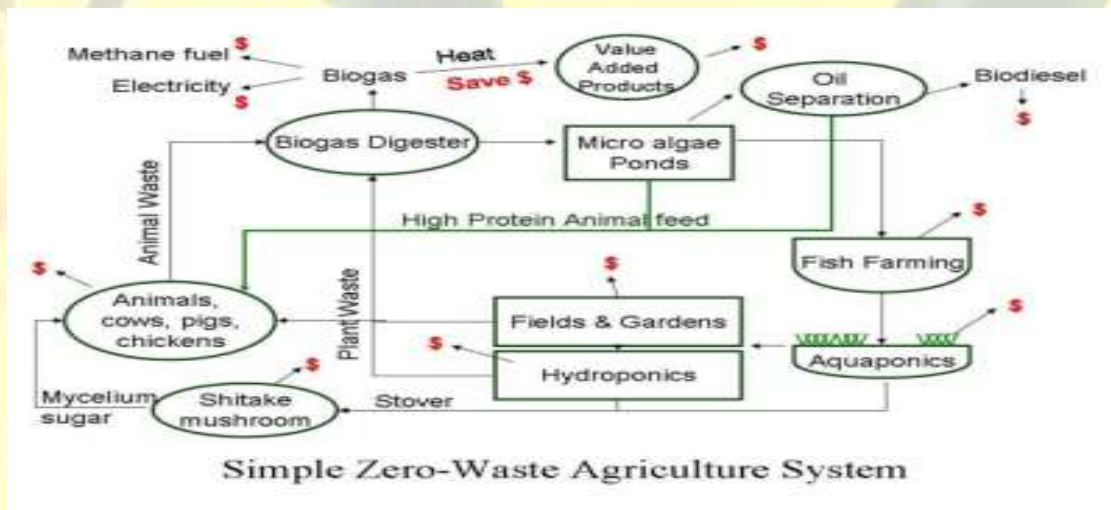 Methane fuel $
Electricity $
Biogas
Heat
Save $
Value
Added
Products
$
Oil
Separation
Biodiesel
$
Biogas Digester
Micro algae
Ponds
Animal Waste
High Protein Animal feed
$
Fish Farming
$
Animals,
cows, pigs,
chickens
Plant Waste
$
Fields & Gardens
$
Hydroponics
$
Aquaponics
Mycelium
sugar
$
Shitake
mushroom
Stover
Simple Zero-Waste Agriculture System